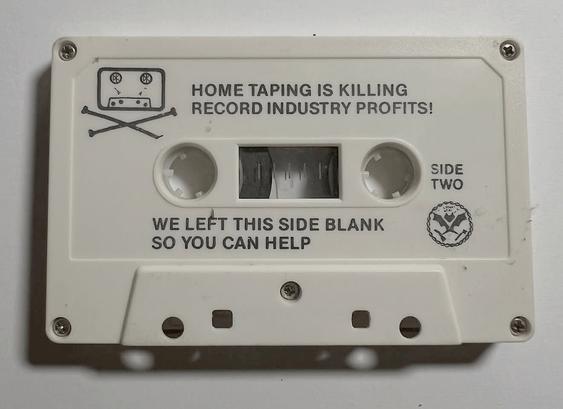 HOME TAPING IS KILLING
RECORD INDUSTRY PROFITS!
SIDE
TWO
WE LEFT THIS SIDE BLANK
SO YOU CAN HELP